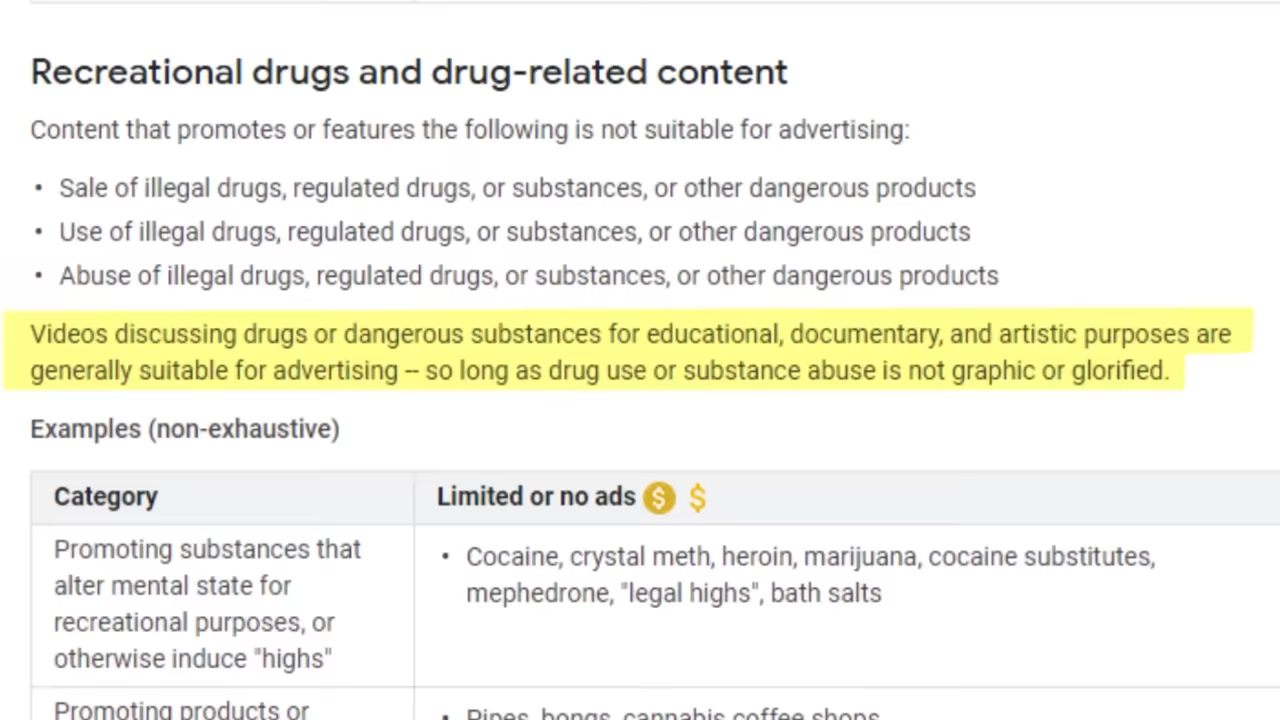 Recreational drugs and drug-related content
Content that promotes or features the following is not suitable for advertising:
• Sale of illegal drugs, regulated drugs, or substances, or other dangerous products
• Use of illegal drugs, regulated drugs, or substances, or other dangerous products
• Abuse of illegal drugs, regulated drugs, or substances, or other dangerous products
Videos discussing drugs or dangerous substances for educational, documentary, and artistic purposes are
generally suitable for advertising -- so long as drug use or substance abuse is not graphic or glorified.
Examples (non-exhaustive)
Category
Limited or no ads $ $
Promoting substances that
alter mental state for
recreational purposes, or
otherwise induce "highs"
• Cocaine, crystal meth, heroin, marijuana, cocaine substitutes,
mephedrone, "legal highs", bath salts
Promoting products or
• Pipes, bongs, cannabis coffee shops